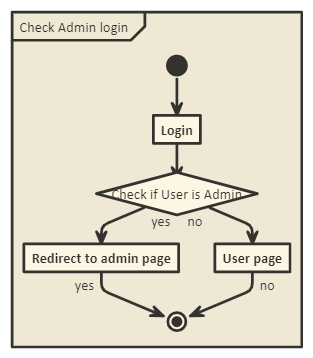 Check Admin login
Login
Check if User is Admin
yes no
Redirect to admin page
User page
yes
no